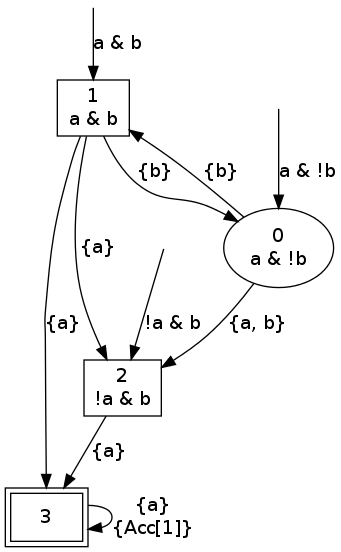 a & b
1
a & b
{b}
{b}
a & !b
0
a & !b
{a}
{a}
!a & b
{a, b}
2
!a & b
{a}
3
{a}
{Acc[1]}